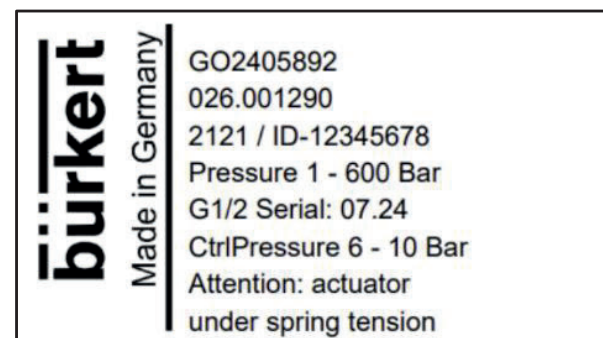 bürkert
Made in Germany
GO2405892
026.001290
2121 / ID-12345678
Pressure 1 - 600 Bar
G1/2 Serial: 07.24
CtrlPressure 6 - 10 Bar
Attention: actuator
under spring tension